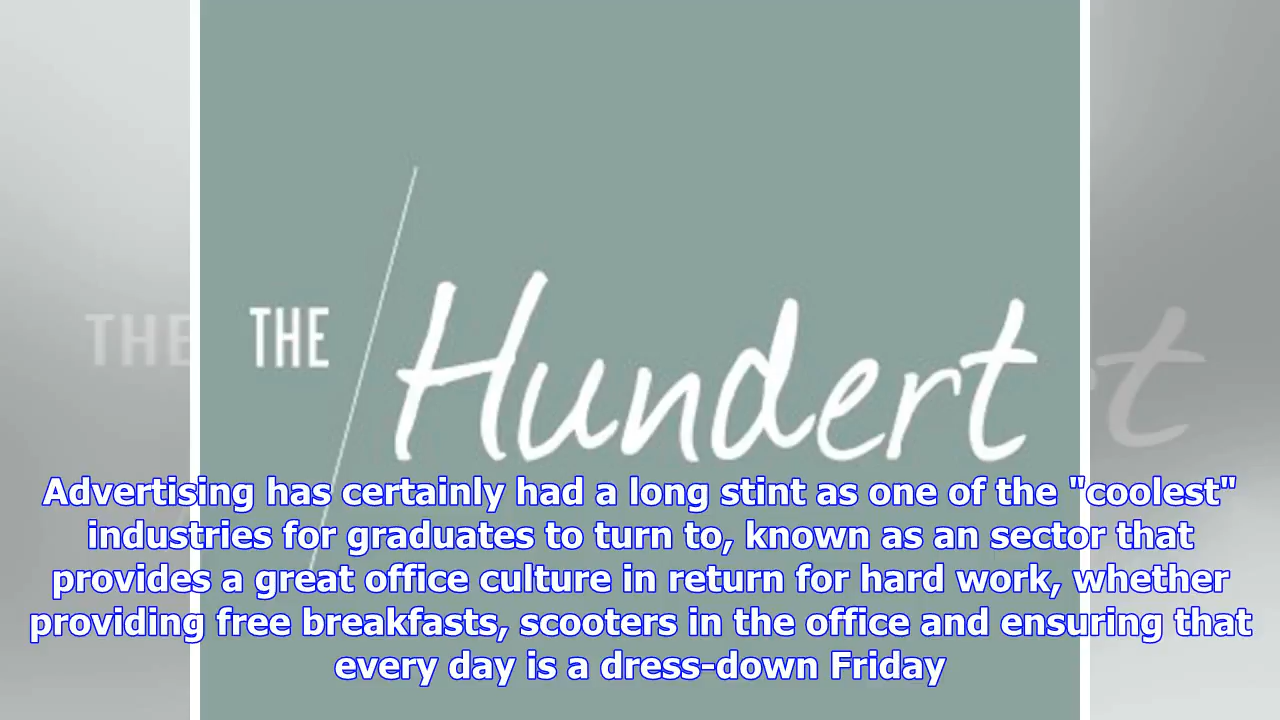 THE
Hundert
Advertising has certainly had a long stint as one of the "coolest"
industries for graduates to turn to, known as an sector that
provides a great office culture in return for hard work, whether
providing free breakfasts, scooters in the office and ensuring that
every day is a dress-down Friday
THE
rt